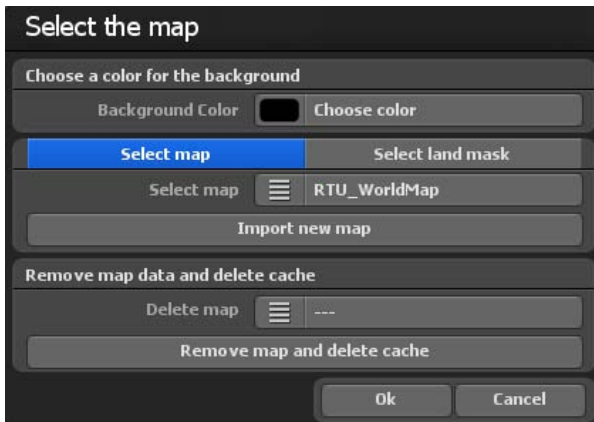 Select the map
Choose a color for the background
Background Color Choose color
Select map Select land mask
Select map RTU_WorldMap
Import new map
Remove map data and delete cache
Delete map ---
Remove map and delete cache
Ok Cancel